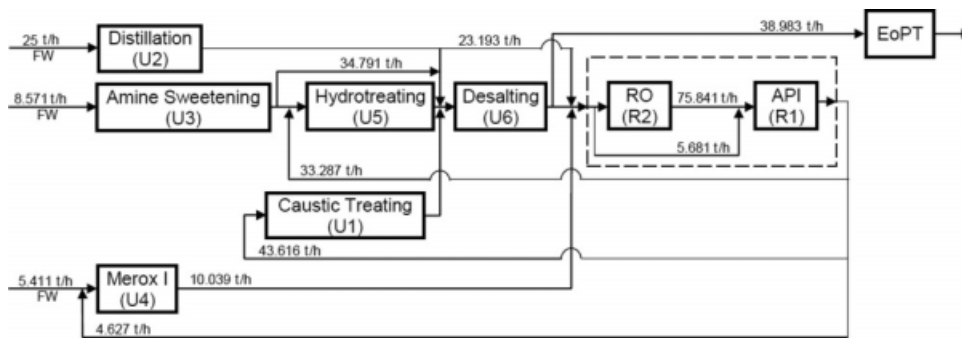 25 t/h
FW
Distillation
(U2)
23.193 t/h
38.983 t/h
EoPT
34.791 t/h
8.571 t/h
FW
Amine Sweetening
(U3)
Hydrotreating
(U5)
Desalting
(U6)
RO
(R2)
75.841 t/h
API
(R1)
5.681 t/h
33.287 t/h
Caustic Treating
(U1)
43.616 t/h
5.411 t/h
FW
Merox I
(U4)
10.039 t/h
4.627 t/h